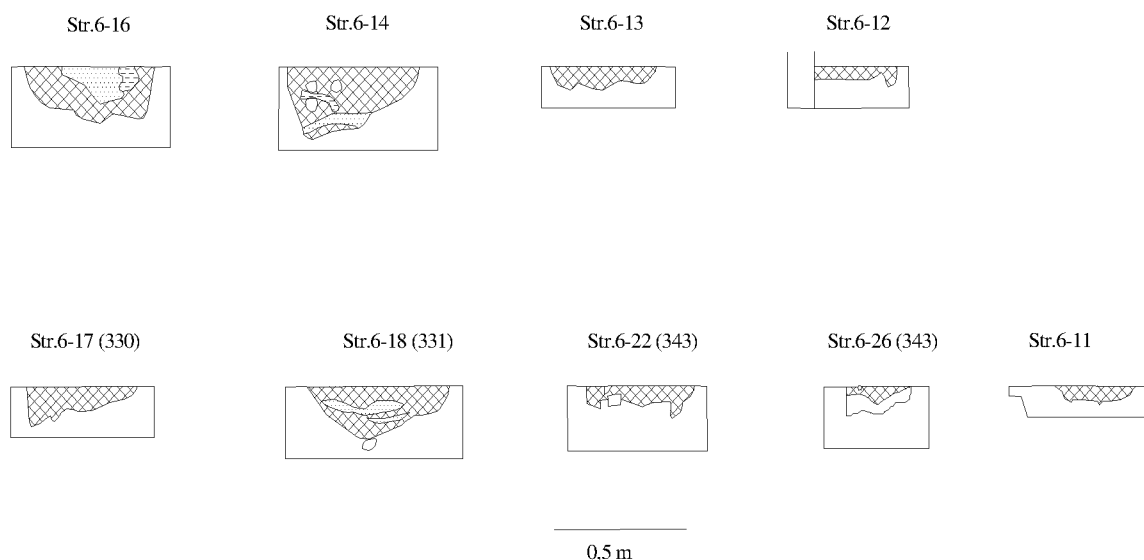 Str.6-16
Str.6-14
Str.6-13
Str.6-12
Str.6-17 (330)
Str.6-18 (331)
Str.6-22 (343)
Str.6-26 (343)
Str.6-11
0,5 m